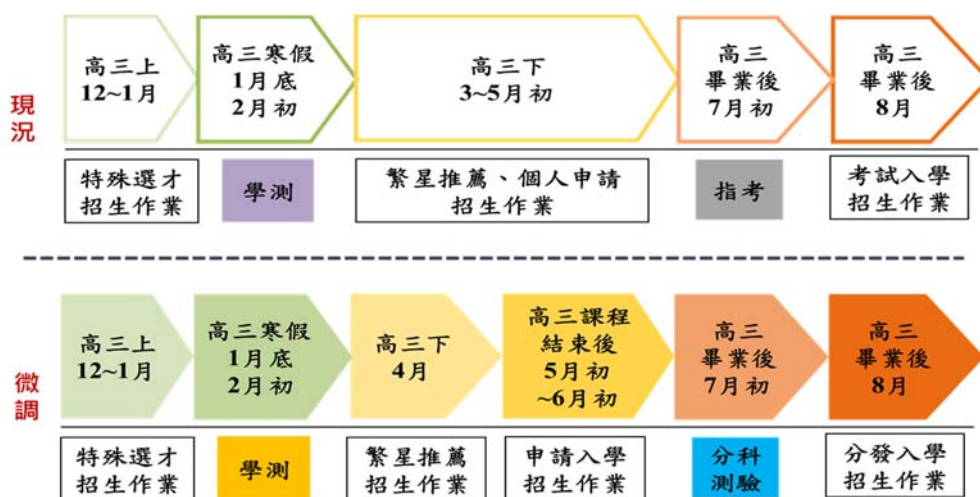 現況
高三上
12~1月
高三寒假
1月底
2月初
高三下
3~5月初
高三
畢業後
7月初
高三
畢業後
8月
特殊選才
招生作業
學測
繁星推薦、個人申請
招生作業
指考
考試入學
招生作業
微調
高三上
12~1月
高三寒假
1月底
2月初
高三下
4月
高三課程
結束後
5月初
~6月初
高三
畢業後
7月初
高三
畢業後
8月
特殊選才
招生作業
學測
繁星推薦
招生作業
申請入學
招生作業
分科
測驗
分發入學
招生作業